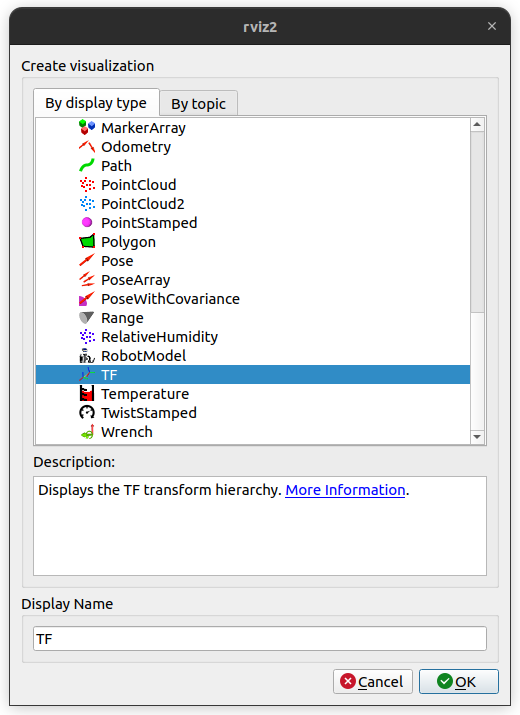 rviz2
Create visualization
By display type By topic
MarkerArray
Odometry
Path
PointCloud
PointCloud2
PointStamped
Polygon
Pose
PoseArray
PoseWithCovariance
Range
RelativeHumidity
RobotModel
TF
Temperature
TwistStamped
Wrench
Description:
Displays the TF transform hierarchy. More Information.
Display Name
TF
Cancel OK